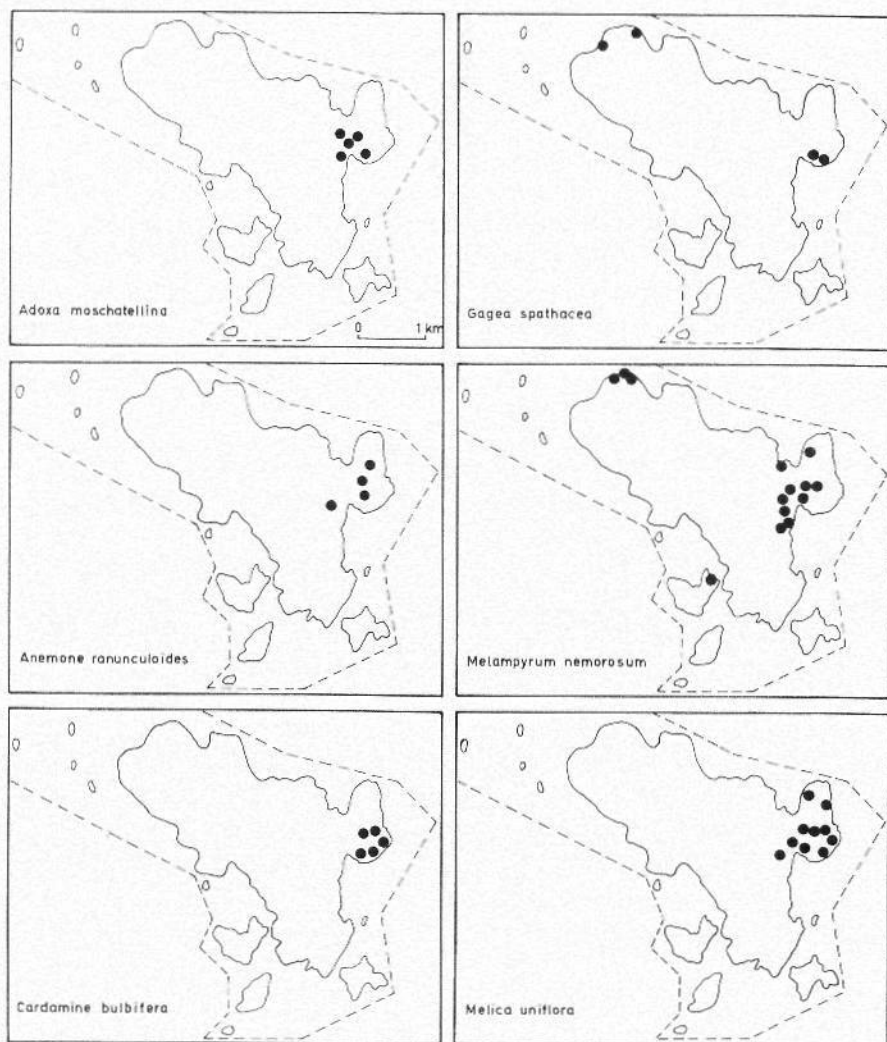 Adoxa moschatellina
0 1 km
Gagea spathacea
Anemone ranunculoides
Melampyrum nemorosum
Cardamine bulbifera
Melica uniflora